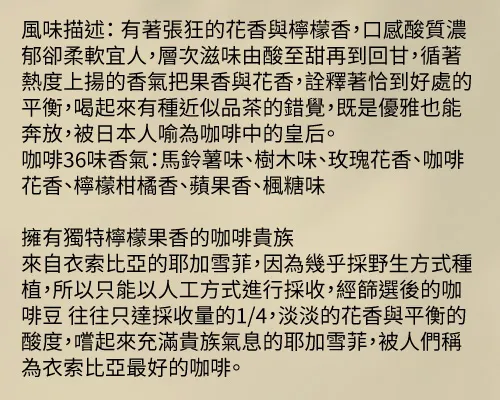 風味描述： 有著張狂的花香與檸檬香，口感酸質濃
郁卻柔軟宜人，層次滋味由酸至甜再到回甘，循著
熱度上揚的香氣把果香與花香，詮釋著恰到好處的
平衡，喝起來有種近似品茶的錯覺，既是優雅也能
奔放，被日本人喻為咖啡中的皇后。
咖啡36味香氣：馬鈴薯味、樹木味、玫瑰花香、咖啡
花香、檸檬柑橘香、蘋果香、楓糖味
擁有獨特檸檬果香的咖啡貴族
來自衣索比亞的耶加雪菲，因為幾乎採野生方式種
植，所以只能以人工方式進行採收，經篩選後的咖
啡豆 往往只達採收量的1/4，淡淡的花香與平衡的
酸度，嚐起來充滿貴族氣息的耶加雪菲，被人們稱
為衣索比亞最好的咖啡。